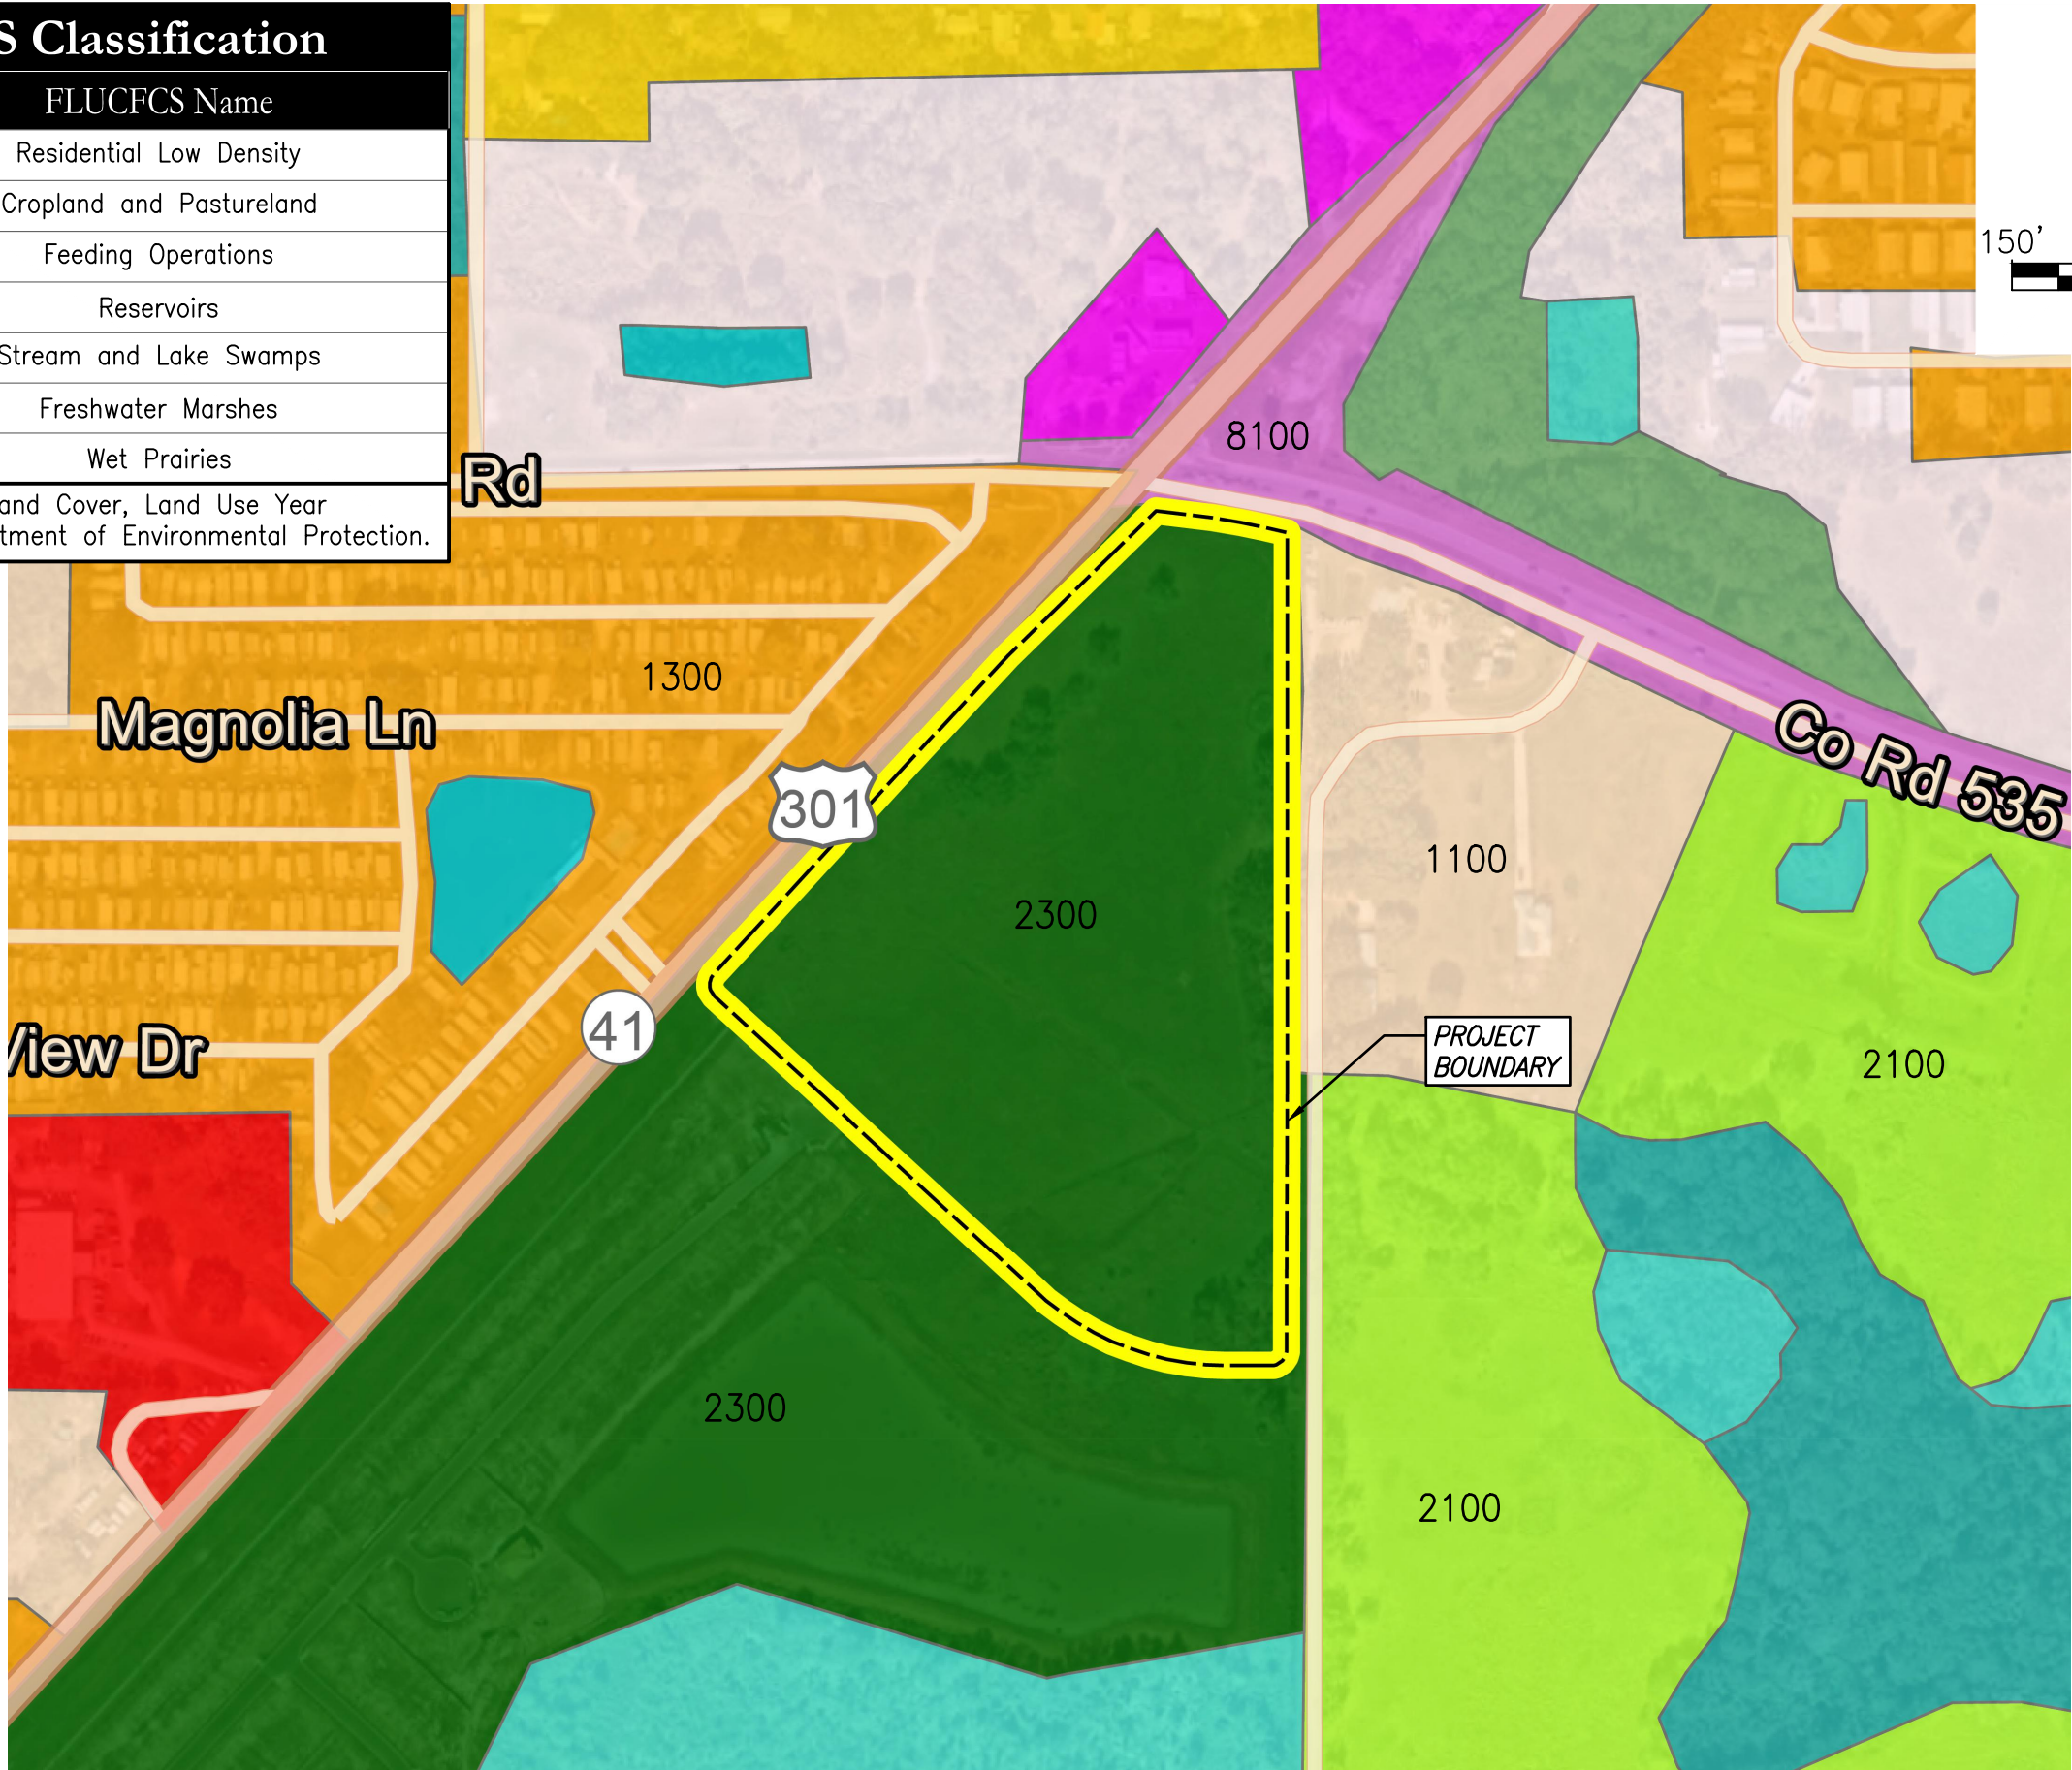 S Classification
FLUCFCS Name
Residential Low Density
Cropland and Pastureland
Feeding Operations
Reservoirs
Stream and Lake Swamps
Freshwater Marshes
Wet Prairies
and Cover, Land Use Year
tment of Environmental Protection.
150'
8100
Rd
1300
Magnolia Ln
Co Rd 535
301
1100
2300
41
PROJECT
BOUNDARY
View Dr
2100
2300
2100